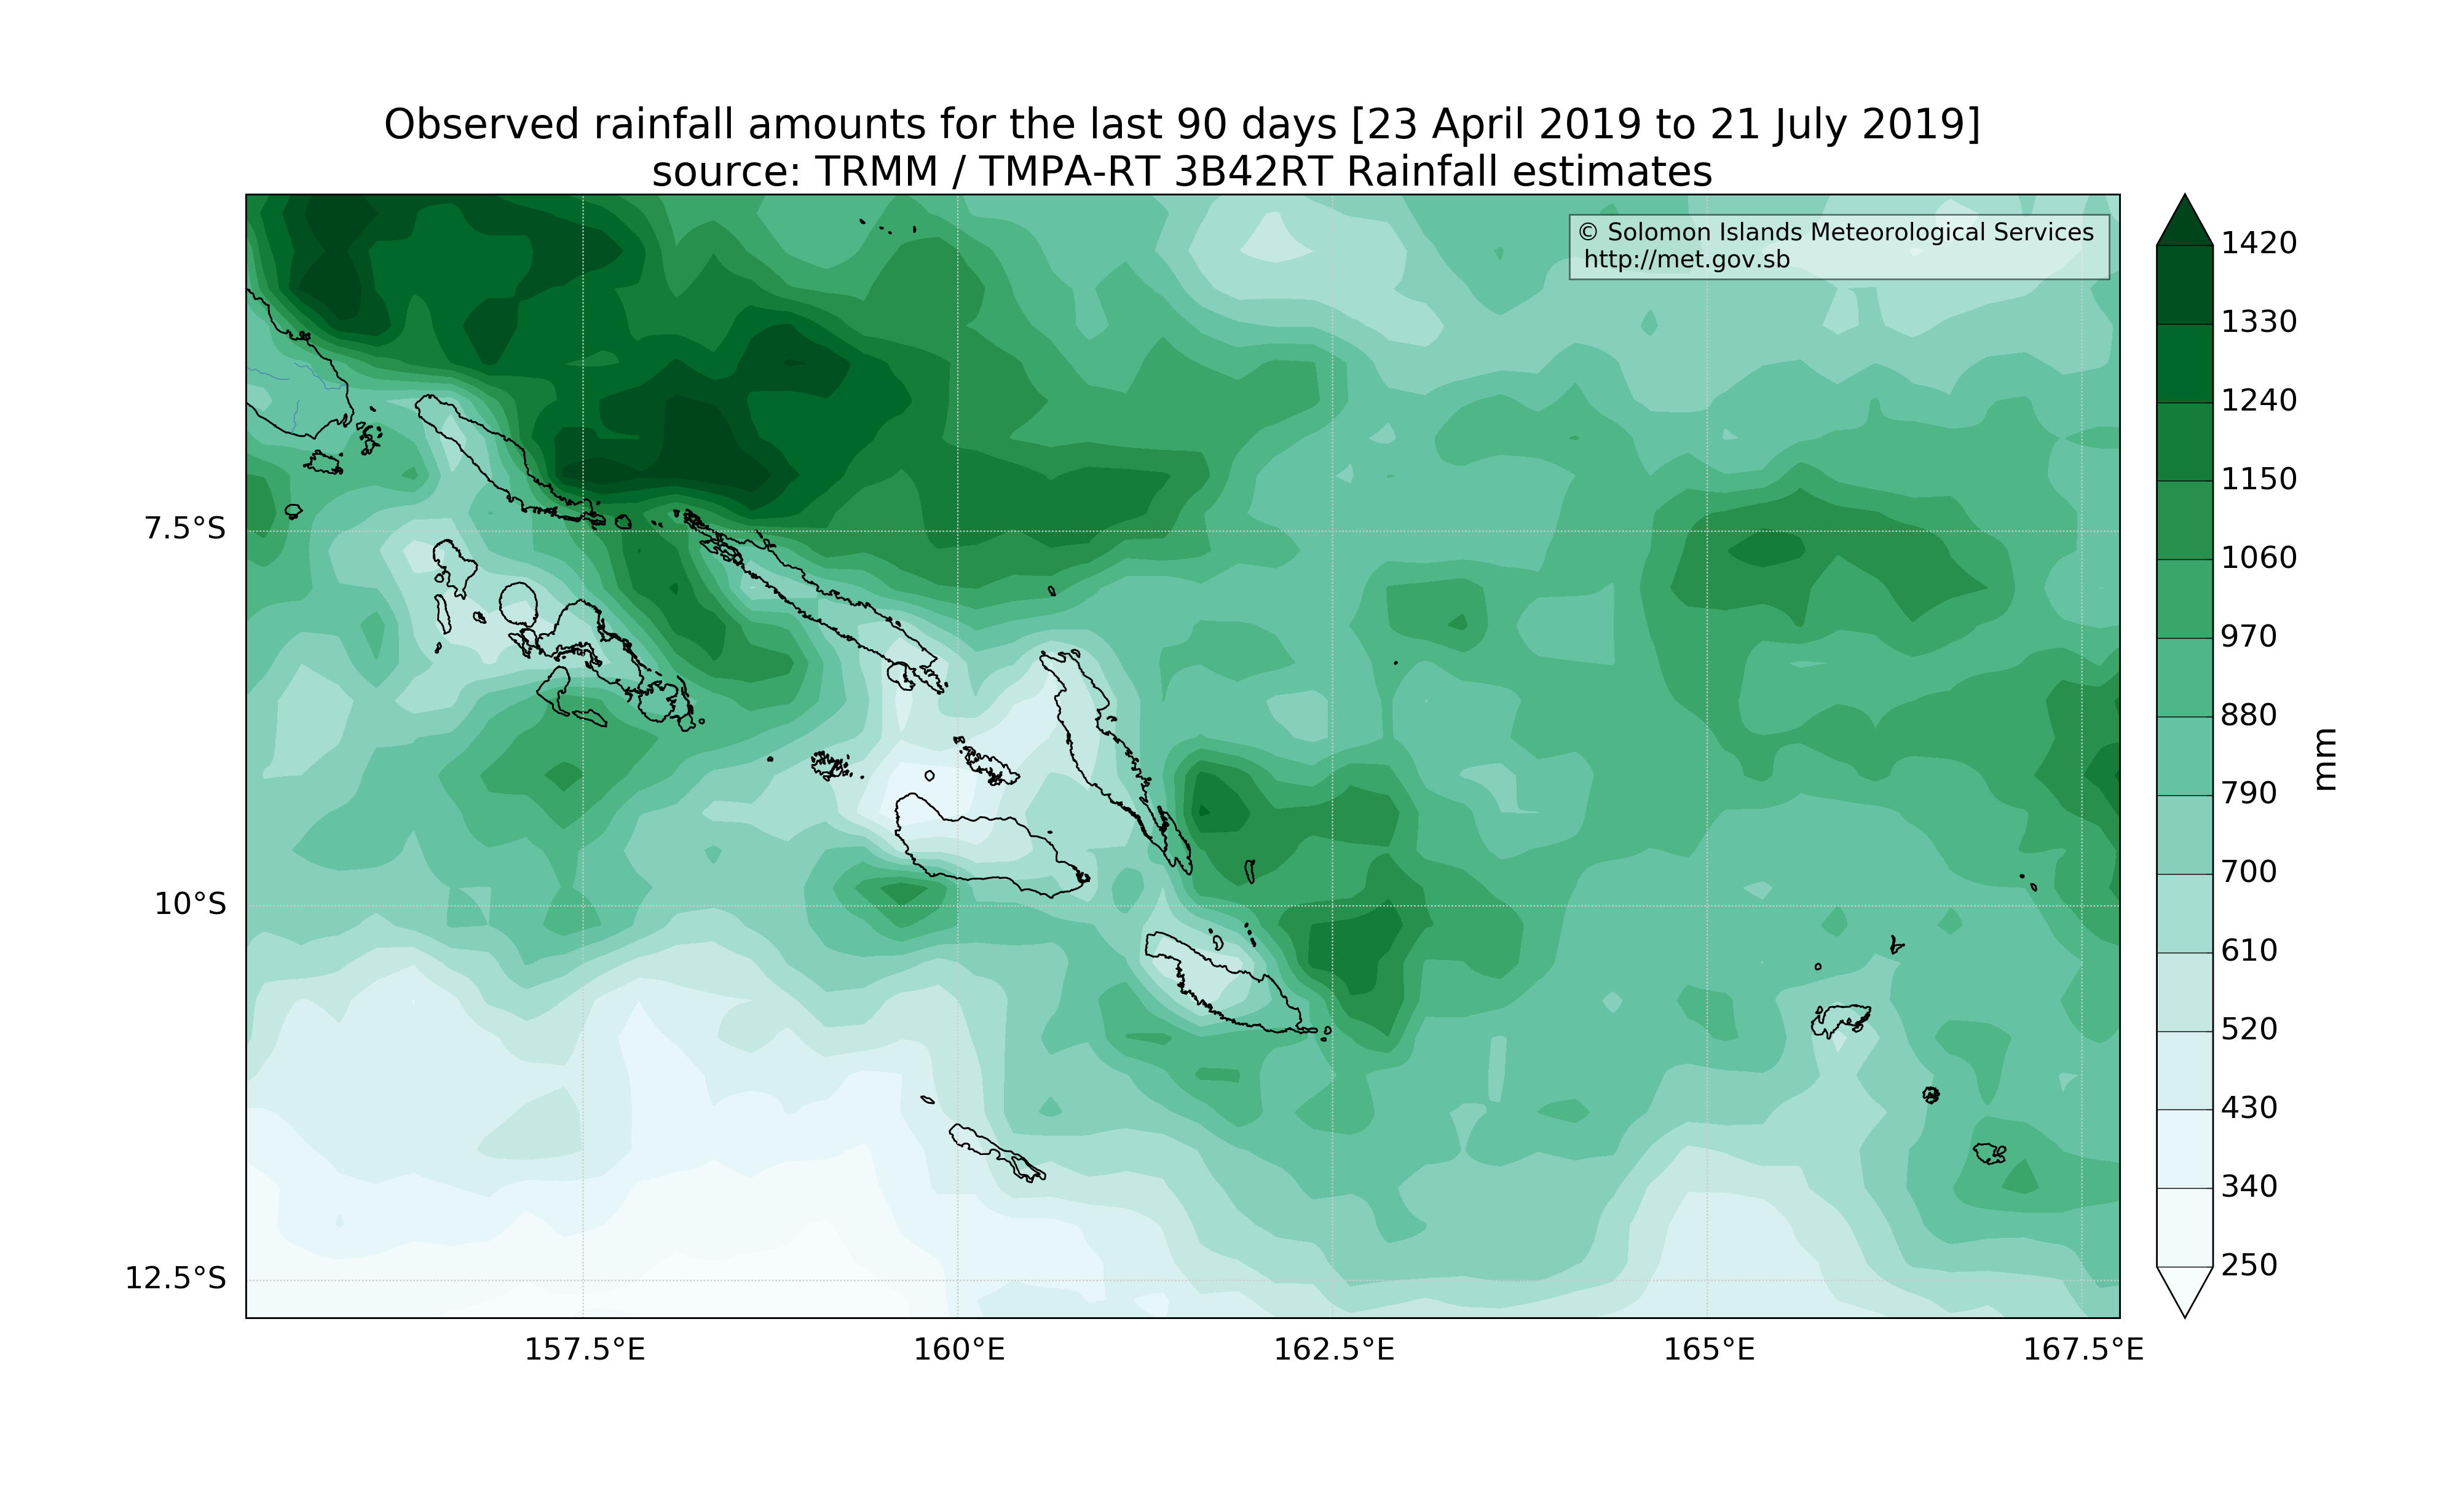 Observed rainfall amounts for the last 90 days [23 April 2019 to 21 July 2019]
source: TRMM / TMPA-RT 3B42RT Rainfall estimates
© Solomon Islands Meteorological Services
http://met.gov.sb
7.5°S
10°S
12.5°S
157.5°E
160°E
162.5°E
165°E
167.5°E
1420
1330
1240
1150
1060
970
880
790
700
610
520
430
340
250
mm